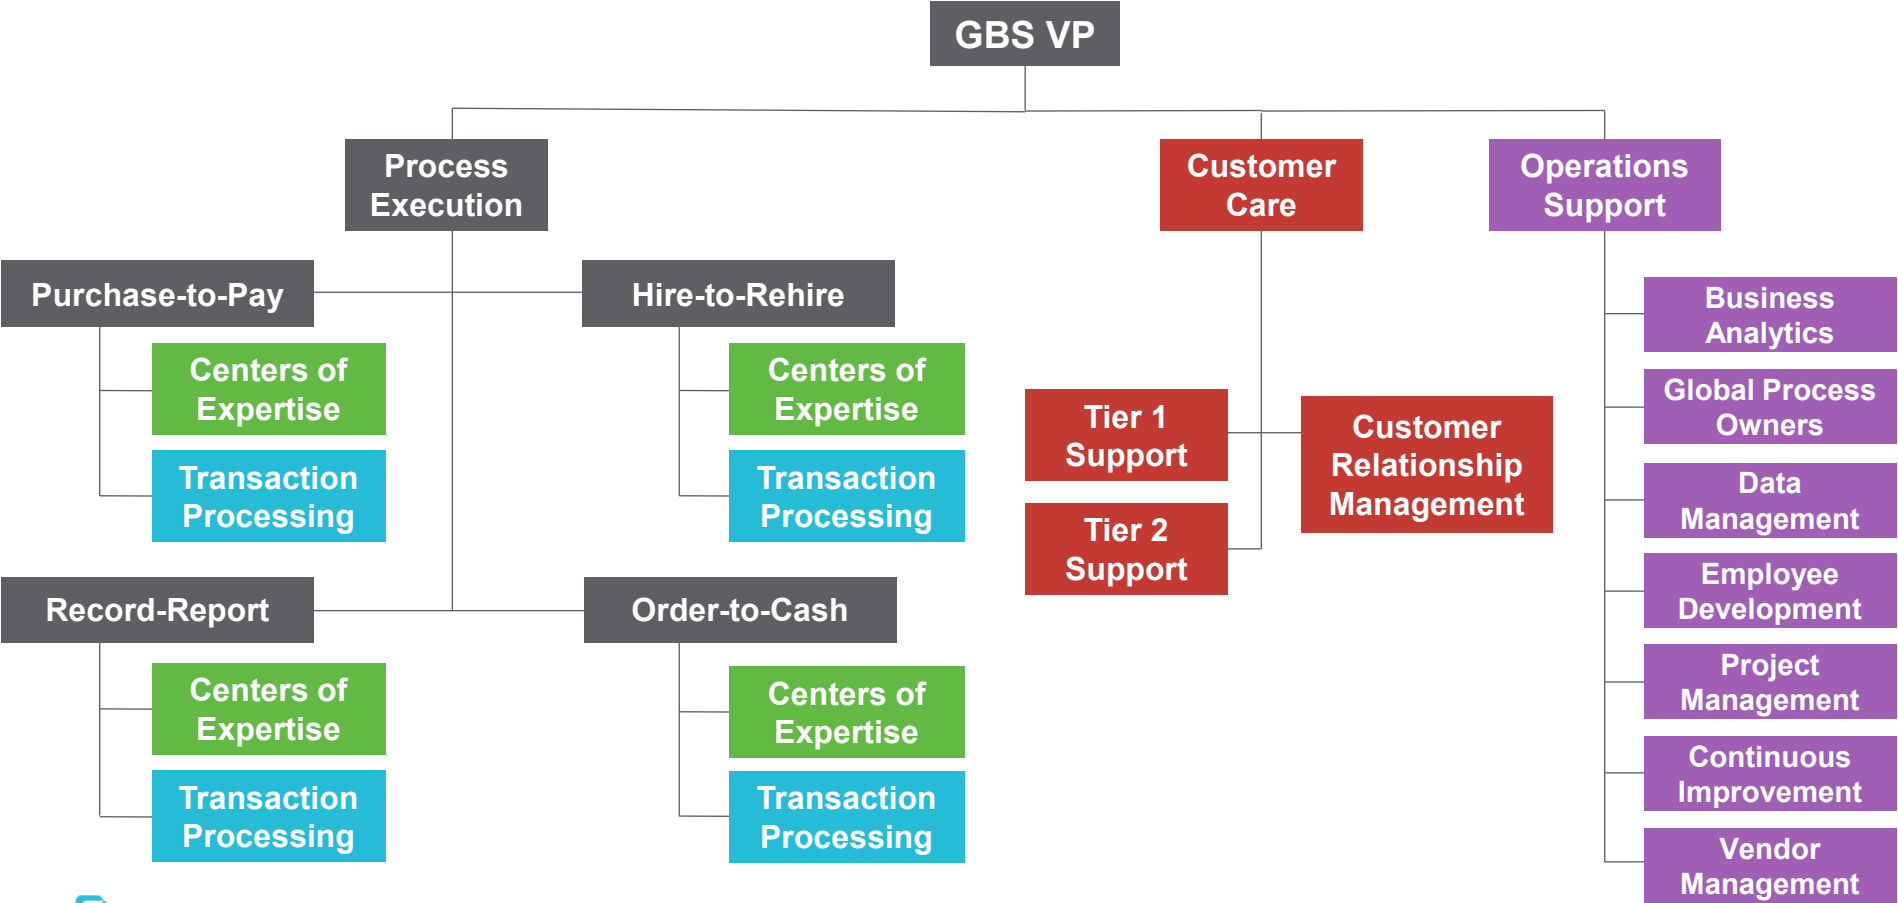 GBS VP
Process
Execution
Customer
Care
Operations
Support
Purchase-to-Pay
Centers of
Expertise
Transaction
Processing
Hire-to-Rehire
Centers of
Expertise
Transaction
Processing
Record-Report
Centers of
Expertise
Transaction
Processing
Order-to-Cash
Centers of
Expertise
Transaction
Processing
Tier 1
Support
Tier 2
Support
Customer
Relationship
Management
Business
Analytics
Global Process
Owners
Data
Management
Employee
Development
Project
Management
Continuous
Improvement
Vendor
Management